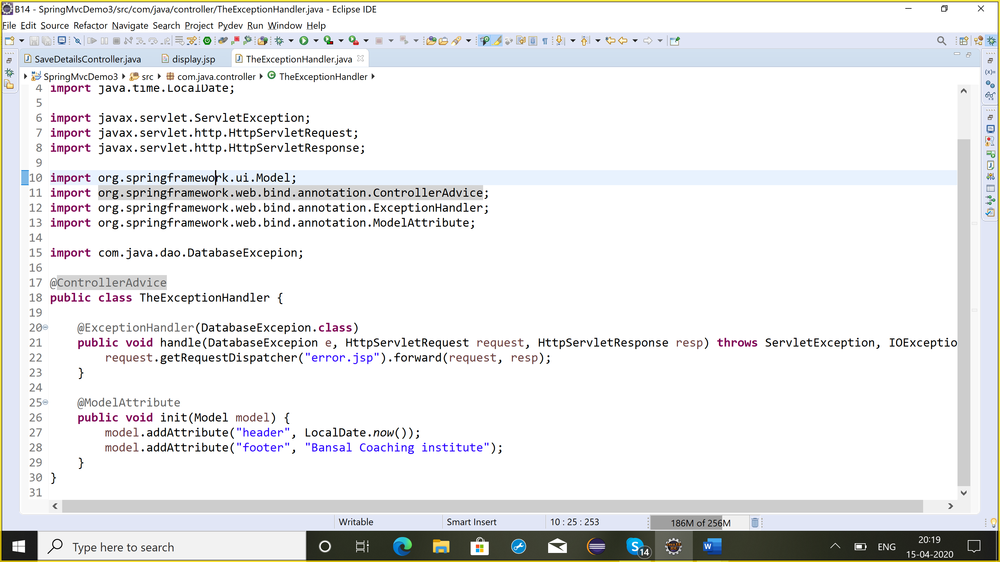 B14 - SpringMvcDemo3/src/com/java/controller/TheExceptionHandler.java - Eclipse IDE
File Edit Source Refactor Navigate Search Project Pydev Run Window Help
SaveDetailsController.java display.jsp TheExceptionHandler.java
SpringMvcDemo3 src com.java.controller TheExceptionHandler
4 import java.time.LocalDate;
5
6 import javax.servlet.ServletException;
7 import javax.servlet.http.HttpServletRequest;
8 import javax.servlet.http.HttpServletResponse;
9
10 import org.springframework.ui.Model;
11 import org.springframework.web.bind.annotation.ControllerAdvice;
12 import org.springframework.web.bind.annotation.ExceptionHandler;
13 import org.springframework.web.bind.annotation.ModelAttribute;
14
15 import com.java.dao.DatabaseExcepion;
16
17 @ControllerAdvice
18 public class TheExceptionHandler {
19
20 @ExceptionHandler(DatabaseExcepion.class)
21 public void handle(DatabaseExcepion e, HttpServletRequest request, HttpServletResponse resp) throws ServletException, IOExceptio
22 request.getRequestDispatcher("error.jsp").forward(request, resp);
23 }
24
25 @ModelAttribute
26 public void init(Model model) {
27 model.addAttribute("header", LocalDate.now());
28 model.addAttribute("footer", "Bansal Coaching institute");
29 }
30 }
31
Writable Smart Insert 10 : 25 : 253 186M of 256M
Type here to search
14
Java EE
IDE
ENG
20:19
15-04-2020